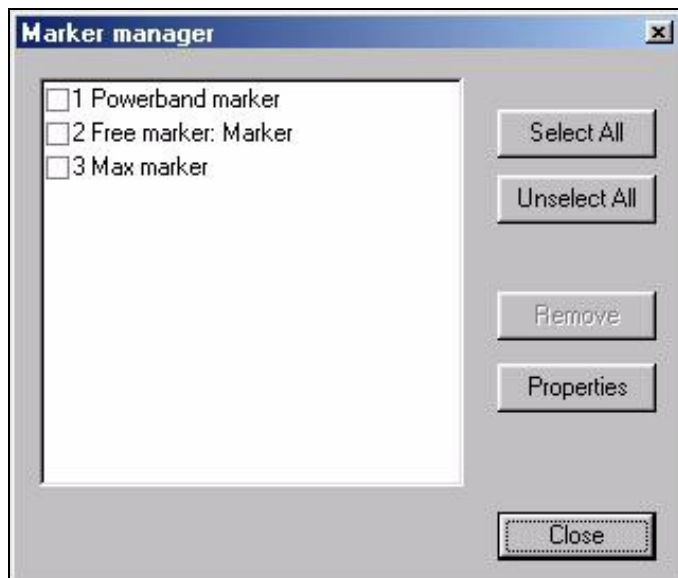 Marker manager
1 Powerband marker
2 Free marker: Marker
3 Max marker
Select All
Unselect All
Remove
Properties
Close